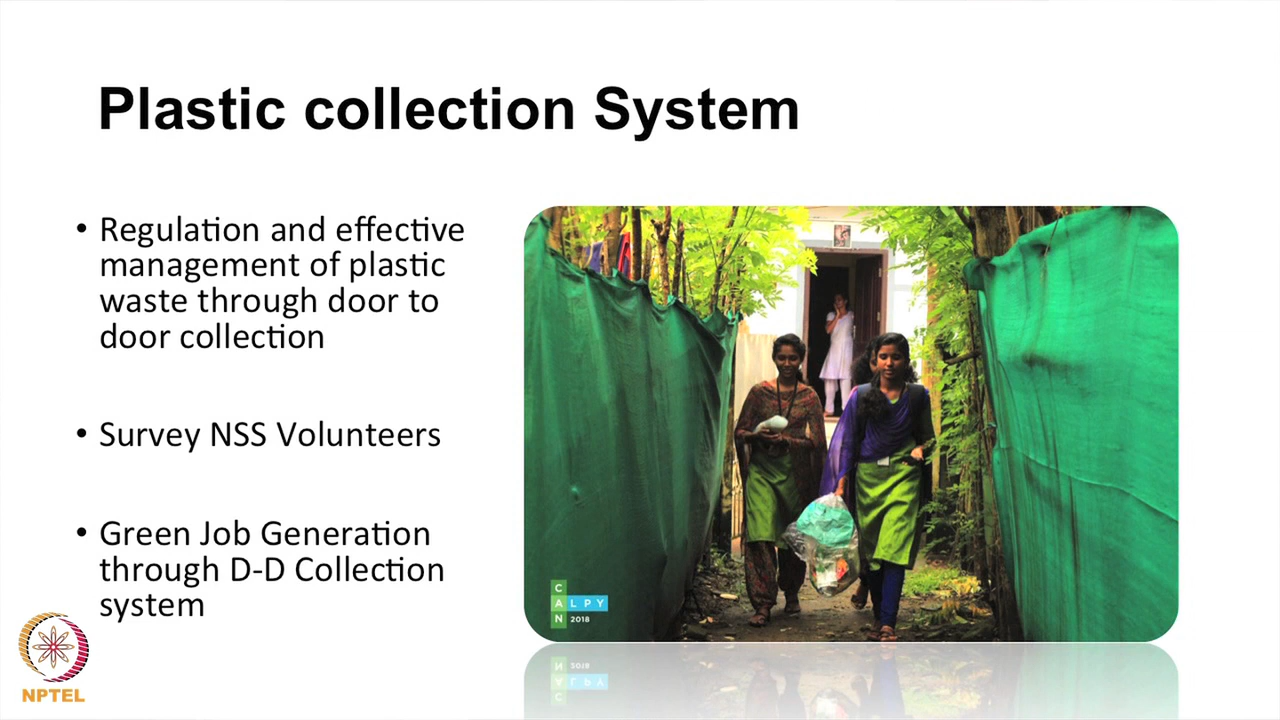 Plastic collection System
• Regulation and effective
management of plastic
waste through door to
door collection
• Survey NSS Volunteers
• Green Job Generation
through D-D Collection
system
NPTEL
C
A L P Y
N 2018